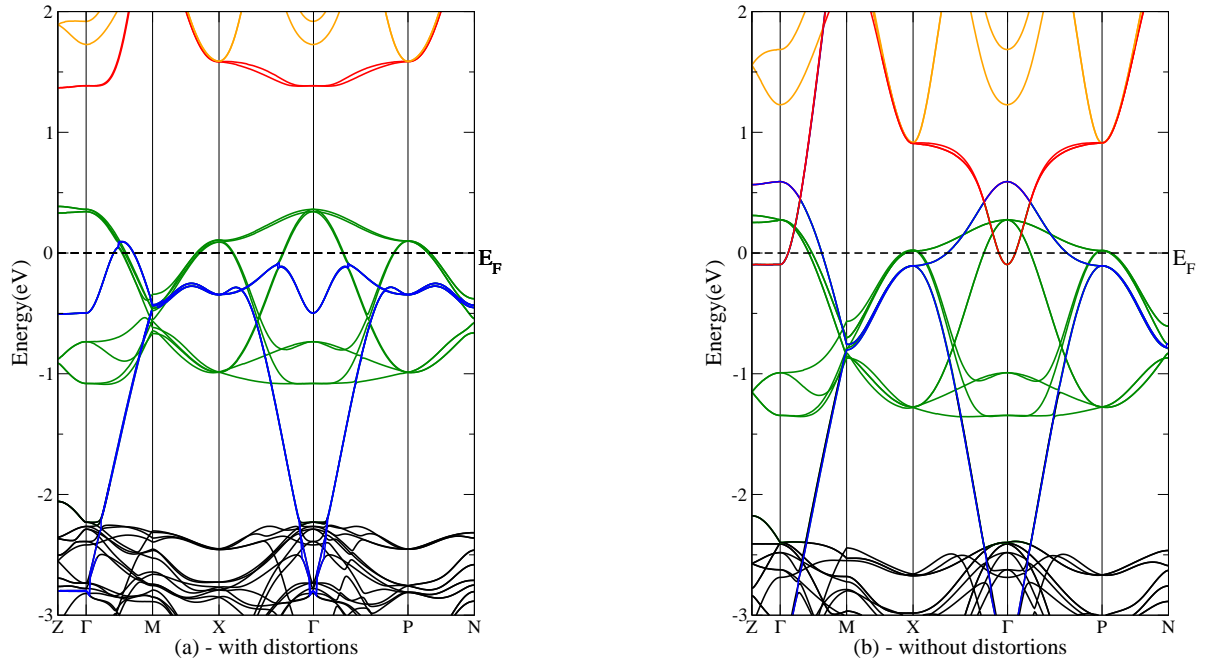 2
1
0
-1
-2
-3
Energy(eV)
E_F
Z Γ M X Γ P N
(a) - with distortions
2
1
0
-1
-2
-3
Energy(eV)
E_F
Z Γ M X Γ P N
(b) - without distortions